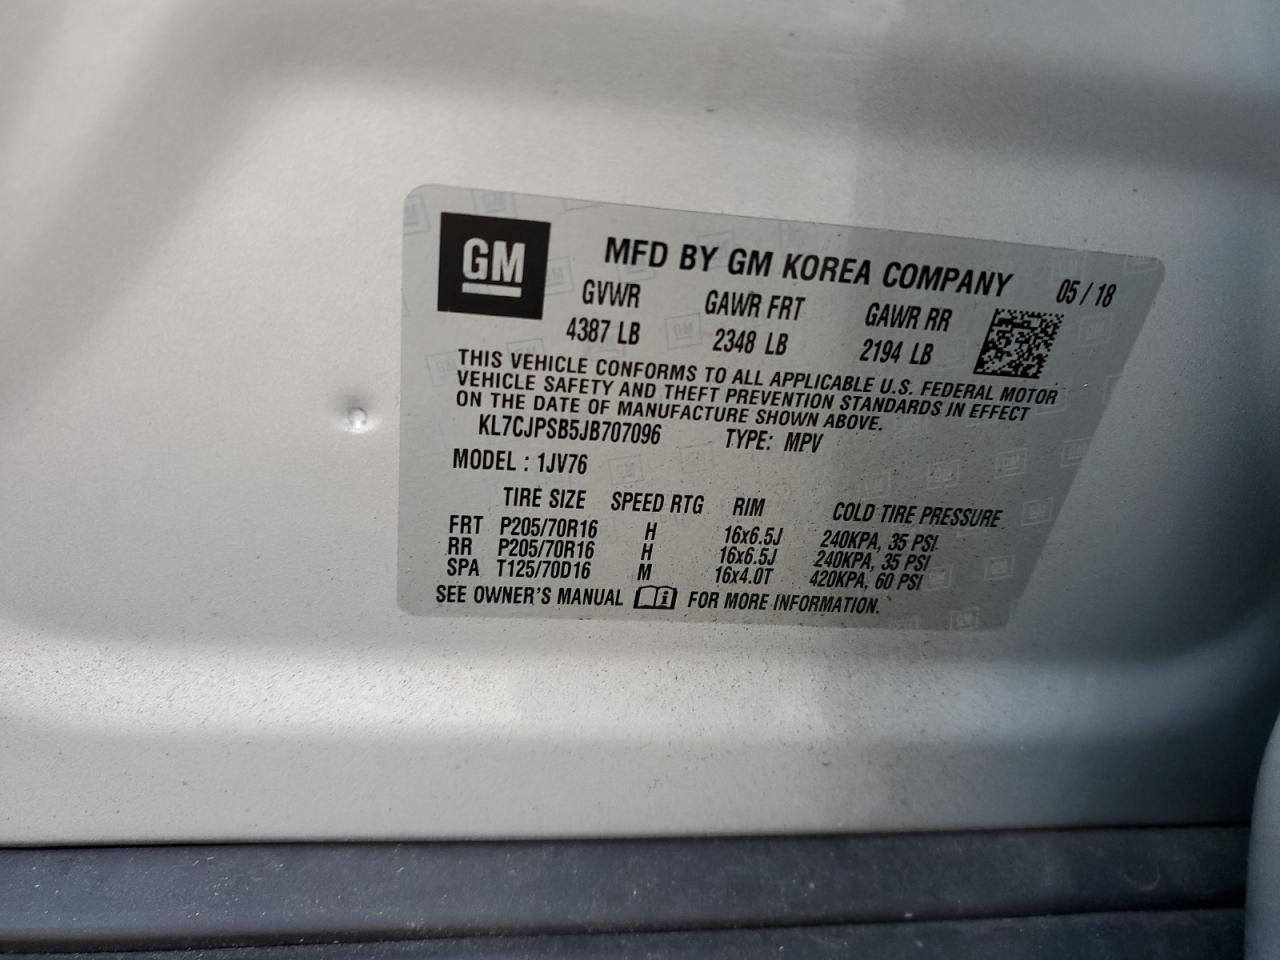 GM
MFD BY GM KOREA COMPANY 05 / 18
GVWR GAWR FRT GAWR RR
4387 LB 2348 LB 2194 LB
THIS VEHICLE CONFORMS TO ALL APPLICABLE U.S. FEDERAL MOTOR
VEHICLE SAFETY AND THEFT PREVENTION STANDARDS IN EFFECT
ON THE DATE OF MANUFACTURE SHOWN ABOVE.
KL7CJPSB5JB707096 TYPE: MPV
MODEL : 1JV76
TIRE SIZE SPEED RTG RIM COLD TIRE PRESSURE
FRT P205/70R16 H 16x6.5J 240KPA, 35 PSI
RR P205/70R16 H 16x6.5J 240KPA, 35 PSI
SPA T125/70D16 M 16x4.0T 420KPA, 60 PSI
SEE OWNER'S MANUAL FOR MORE INFORMATION.